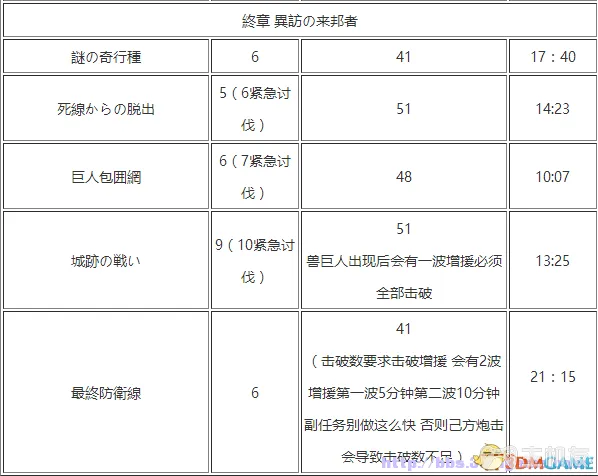 終章 異訪の来邦者
謎の奇行種 6 41 17：40
死線からの脱出 5（6紧急讨伐） 51 14:23
巨人包囲網 6（7紧急讨伐） 48 10:07
城跡の戦い 9（10紧急讨伐） 51 13:25
兽巨人出现后会有一波增援必须
全部击破
最終防衛線 6 41 21：15
（击破数要求击破增援 会有2波
增援第一波5分钟第二波10分钟
副任务别做这么快 否则己方炮击
会导致击破数不足）
3DMGAME